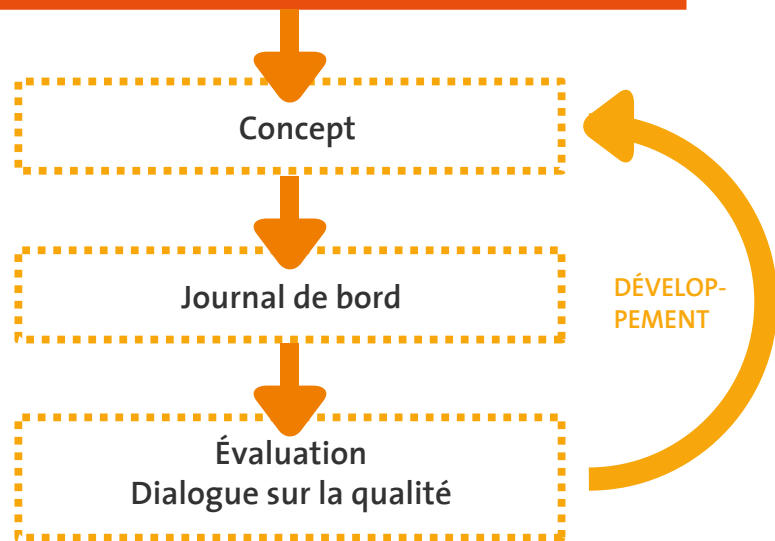 Concept
Journal de bord
DÉVELOP-
PEMENT
Évaluation
Dialogue sur la qualité